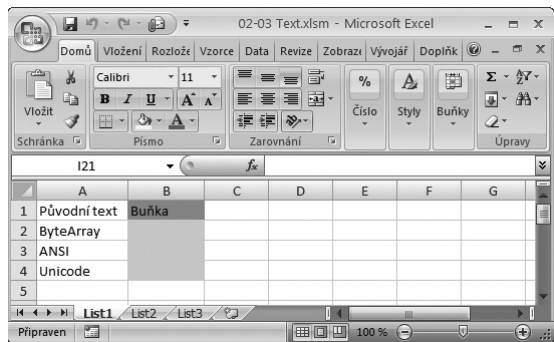 02-03 Text.xlsm - Microsoft Excel
Domů Vložení Rozlože Vzorce Data Revize Zobraze Vývojář Doplňk
Calibri 11 %
Vložit B I U A A Číslo Styly Buňky Σ
Schránka Písmo Zarovnání Úpravy
I21 fx
A B C D E F G
1 Původní text Buňka
2 ByteArray
3 ANSI
4 Unicode
5
List1 List2 List3
Připraven 100 %